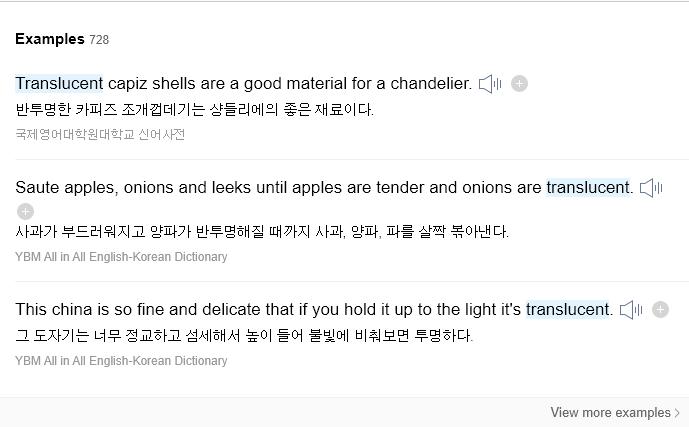 Examples 728
Translucent capiz shells are a good material for a chandelier.
반투명한 카피즈 조개껍데기는 샹들리에의 좋은 재료이다.
국제영어대학원대학교 신어사전
Saute apples, onions and leeks until apples are tender and onions are translucent.
사과가 부드러워지고 양파가 반투명해질 때까지 사과, 양파, 파를 살짝 볶아낸다.
YBM All in All English-Korean Dictionary
This china is so fine and delicate that if you hold it up to the light it's translucent.
그 도자기는 너무 정교하고 섬세해서 높이 들어 불빛에 비춰보면 투명하다.
YBM All in All English-Korean Dictionary
View more examples